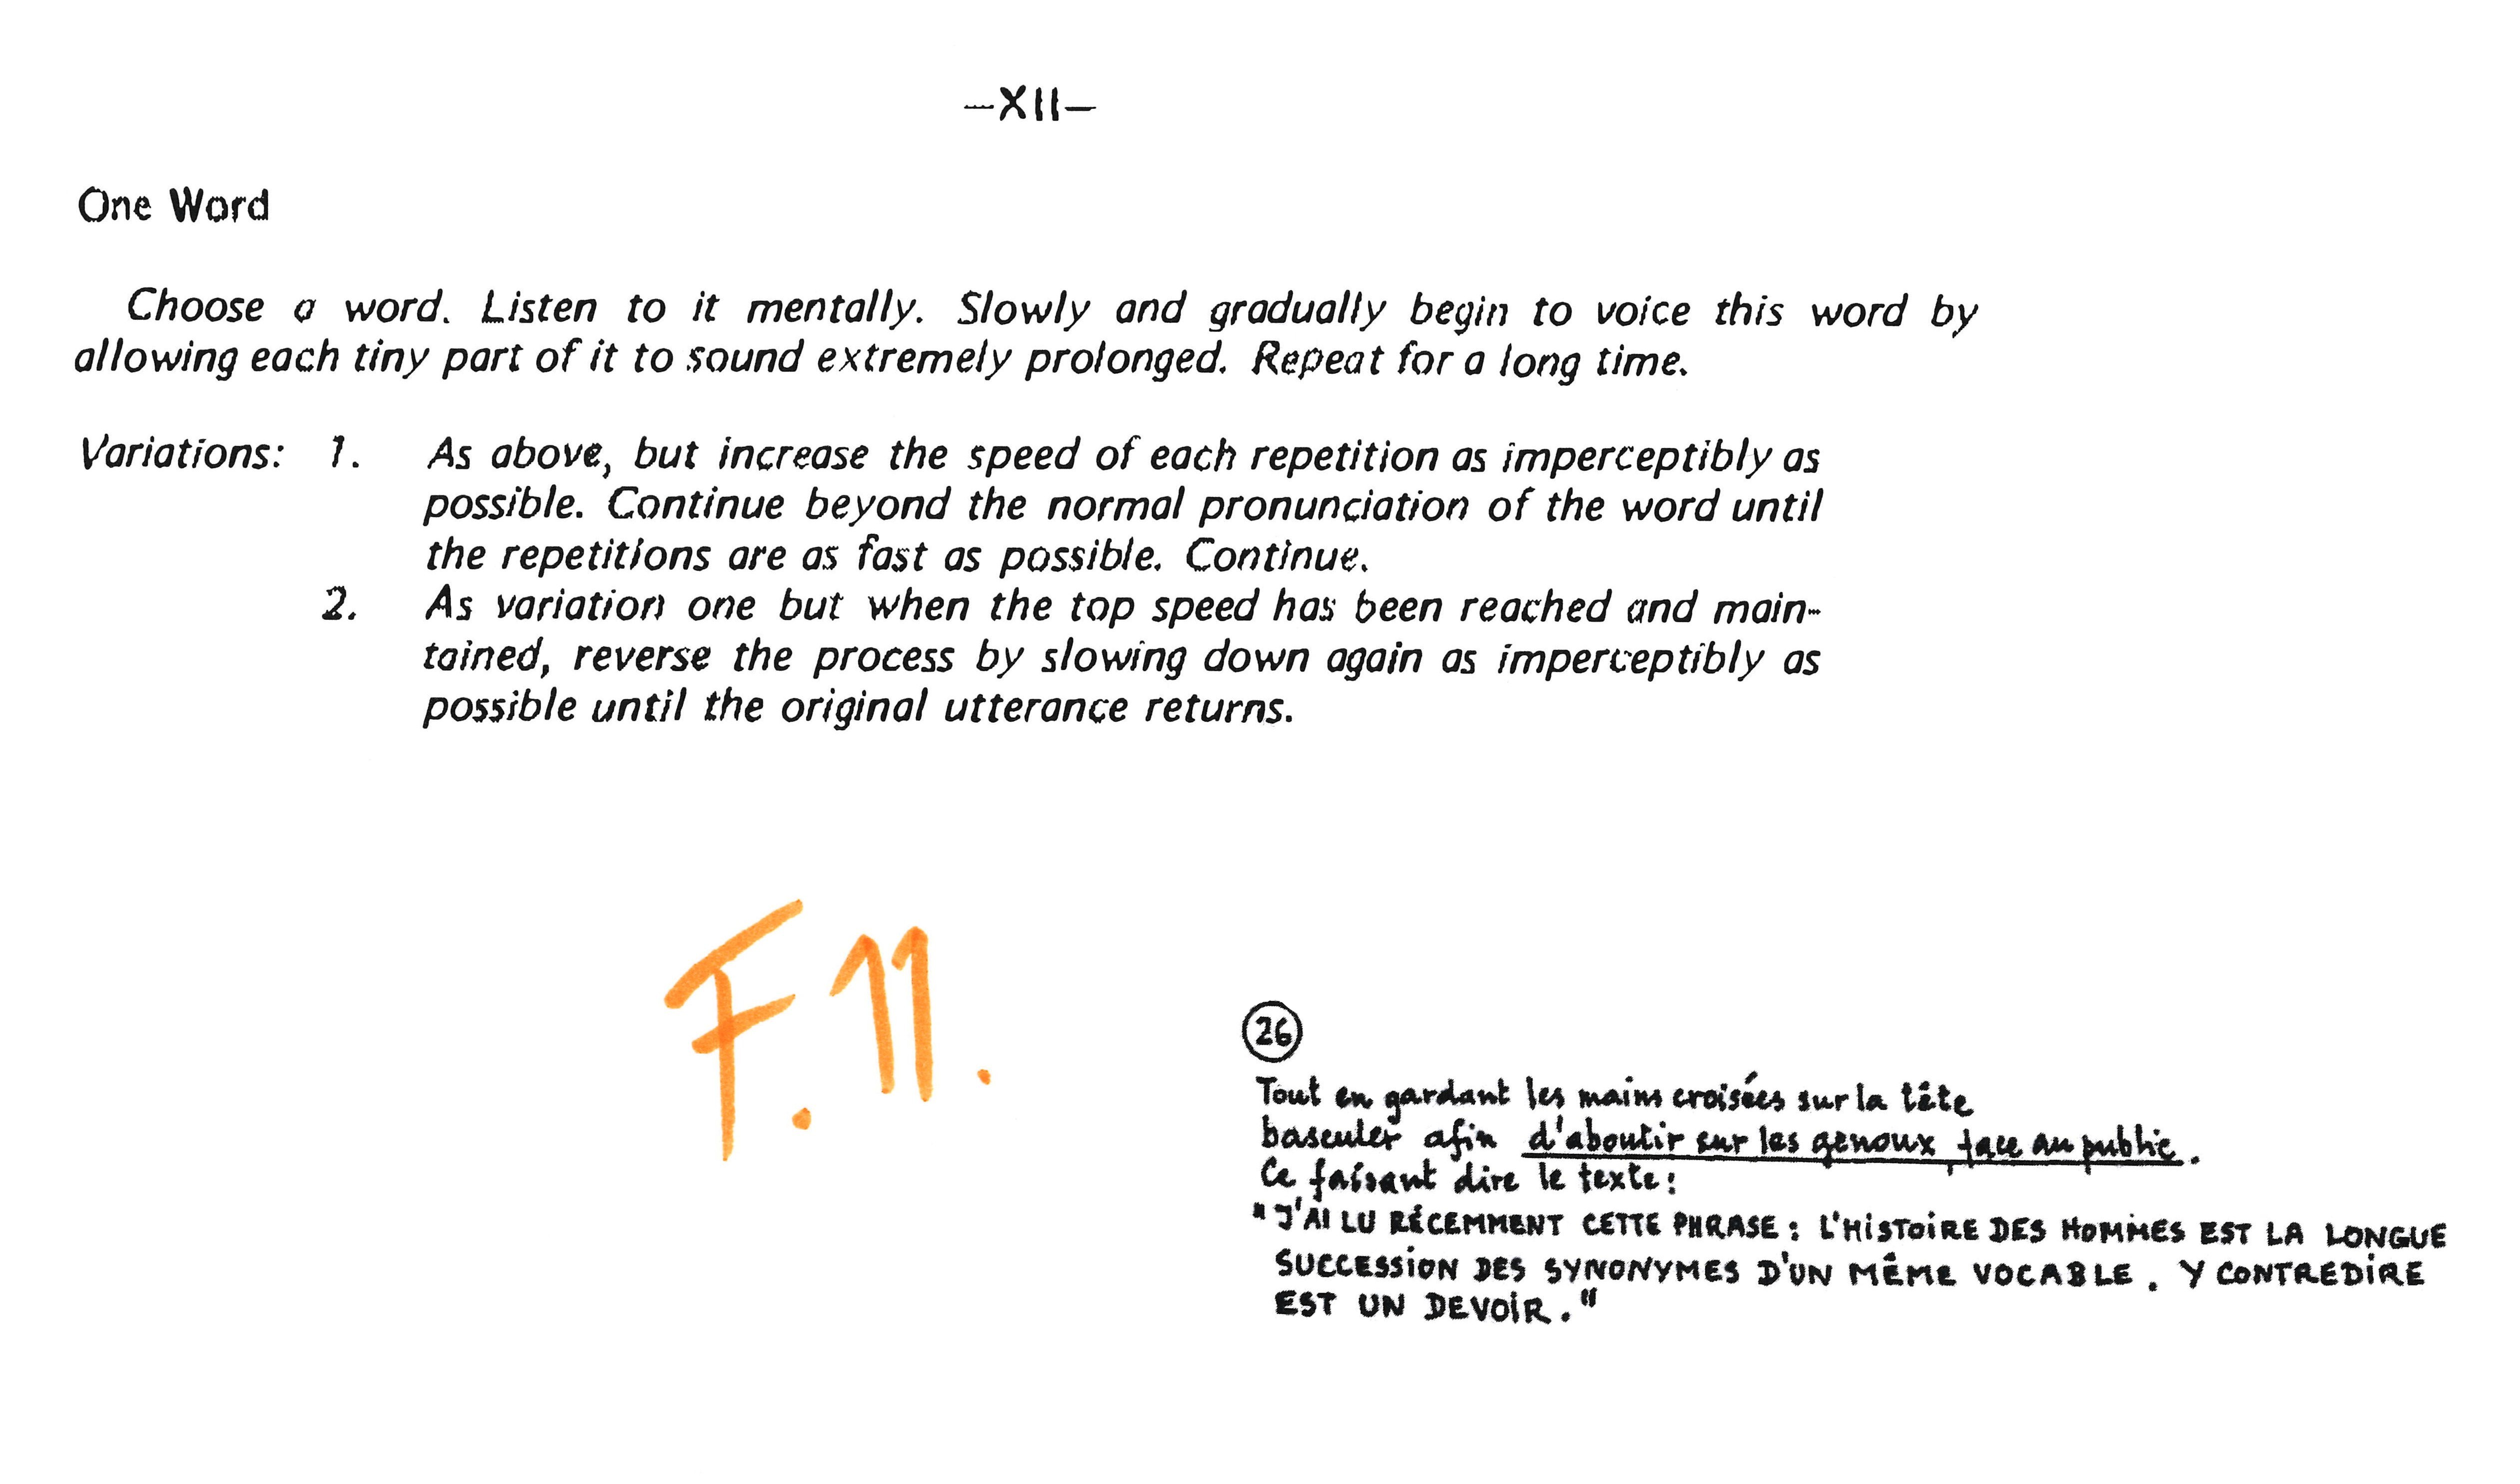 —XII—
One Word
Choose a word. Listen to it mentally. Slowly and gradually begin to voice this word by
allowing each tiny part of it to sound extremely prolonged. Repeat for a long time.
Variations: 1. As above, but increase the speed of each repetition as imperceptibly as
possible. Continue beyond the normal pronunciation of the word until
the repetitions are as fast as possible. Continue.
2. As variation one but when the top speed has been reached and main-
tained, reverse the process by slowing down again as imperceptibly as
possible until the original utterance returns.
F.11.
26
Tout en gardant les mains croisées sur la tête
basculer afin d'aboutir sur les genoux, face au public.
Ce faisant dire le texte:
"J'AI LU RÉCEMMENT CETTE PHRASE: L'HISTOIRE DES HOMMES EST LA LONGUE
SUCCESSION DES SYNONYMES D'UN MÊME VOCABLE. Y CONTREDIRE
EST UN DEVOIR."